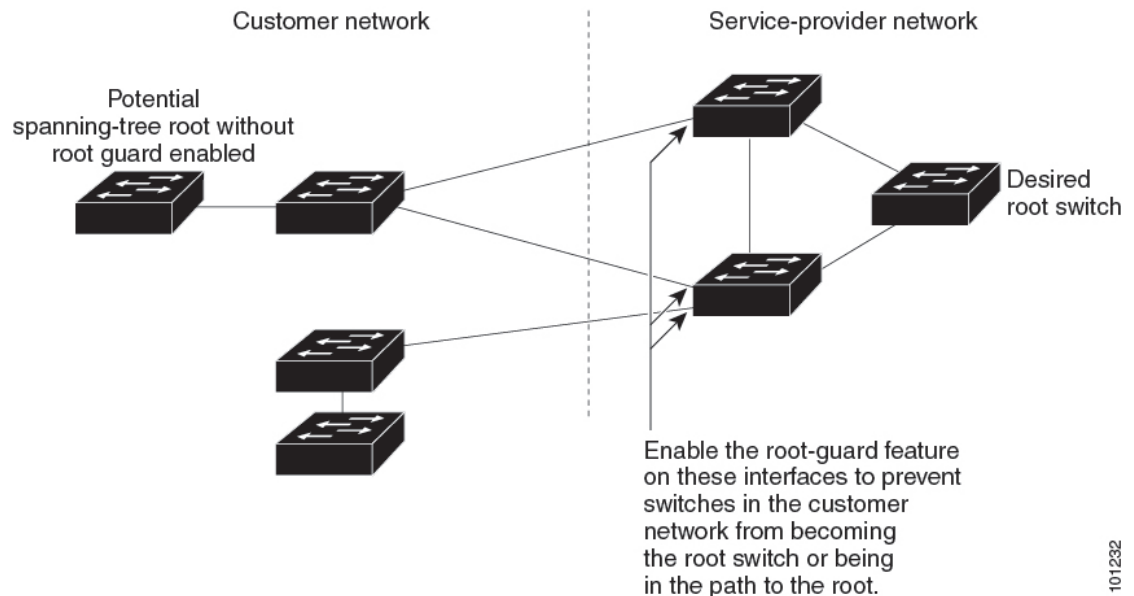 Customer network
Service-provider network
Potential
spanning-tree root without
root guard enabled
Desired
root switch
Enable the root-guard feature
on these interfaces to prevent
switches in the customer
network from becoming
the root switch or being
in the path to the root.
101232